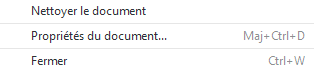 Nettoyer le document
Propriétés du document... Maj+Ctrl+D
Fermer Ctrl+W